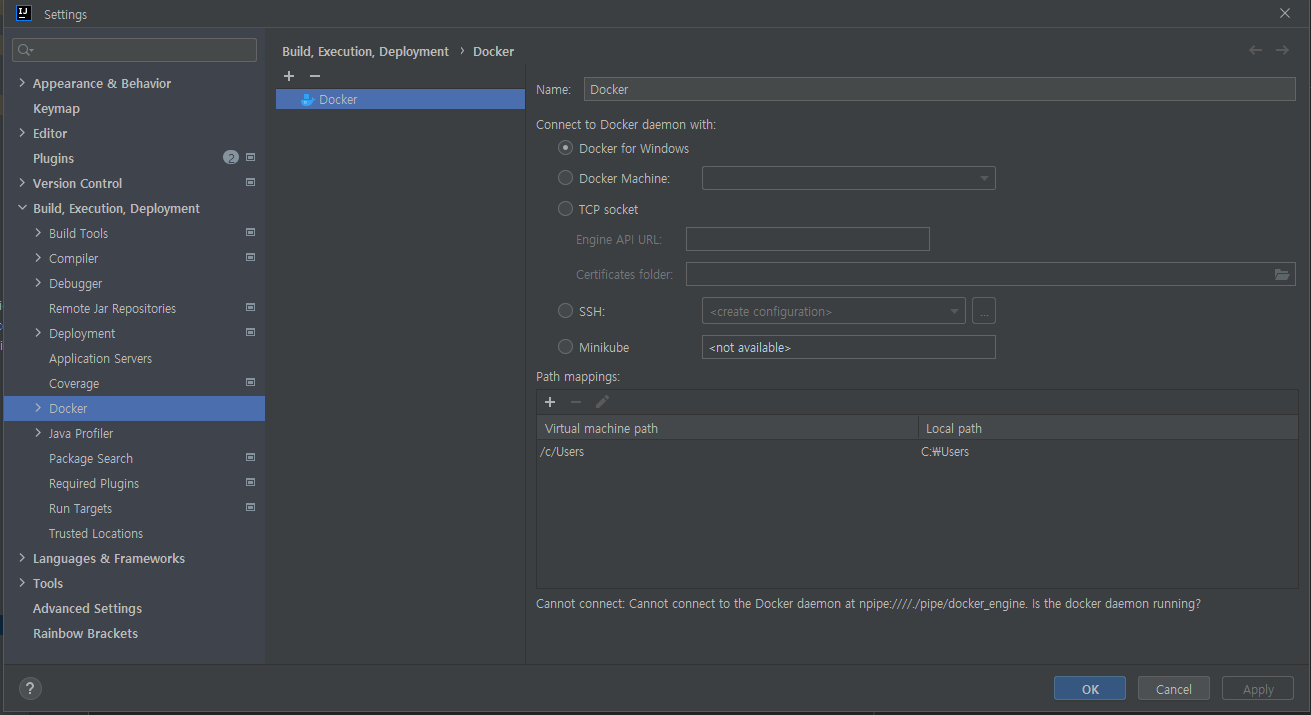 Settings
Build, Execution, Deployment › Docker
Appearance & Behavior
Keymap
Editor
Plugins 2
Version Control
Build, Execution, Deployment
Build Tools
Compiler
Debugger
Remote Jar Repositories
Deployment
Application Servers
Coverage
Docker
Java Profiler
Package Search
Required Plugins
Run Targets
Trusted Locations
Languages & Frameworks
Tools
Advanced Settings
Rainbow Brackets
Docker
Name: Docker
Connect to Docker daemon with:
Docker for Windows
Docker Machine:
TCP socket
Engine API URL:
Certificates folder:
SSH: <create configuration> ...
Minikube <not available>
Path mappings:
Virtual machine path Local path
/c/Users C:₩Users
Cannot connect: Cannot connect to the Docker daemon at npipe:////./pipe/docker_engine. Is the docker daemon running?
? OK Cancel Apply